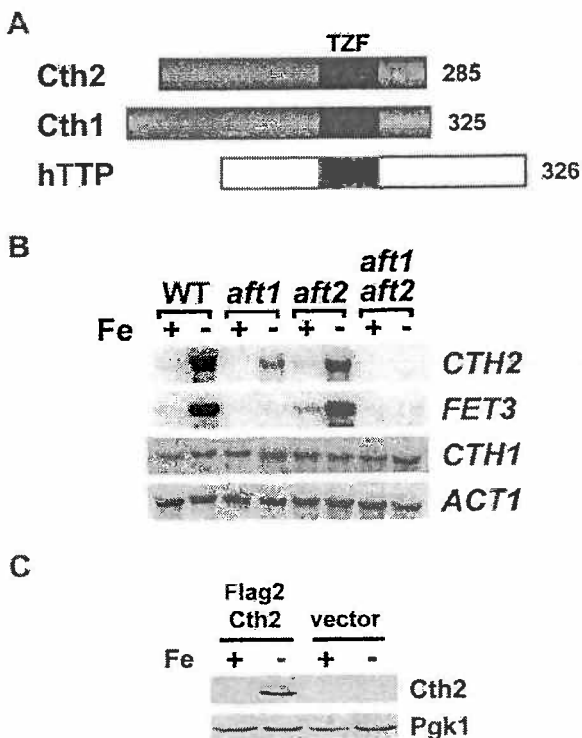 A
TZF
Cth2 285
Cth1 325
hTTP 326
B
aft1
WT aft1 aft2 aft2
Fe + - + - + - + -
CTH2
FET3
CTH1
ACT1
C
Flag2
Cth2 vector
Fe + - + -
Cth2
Pgk1